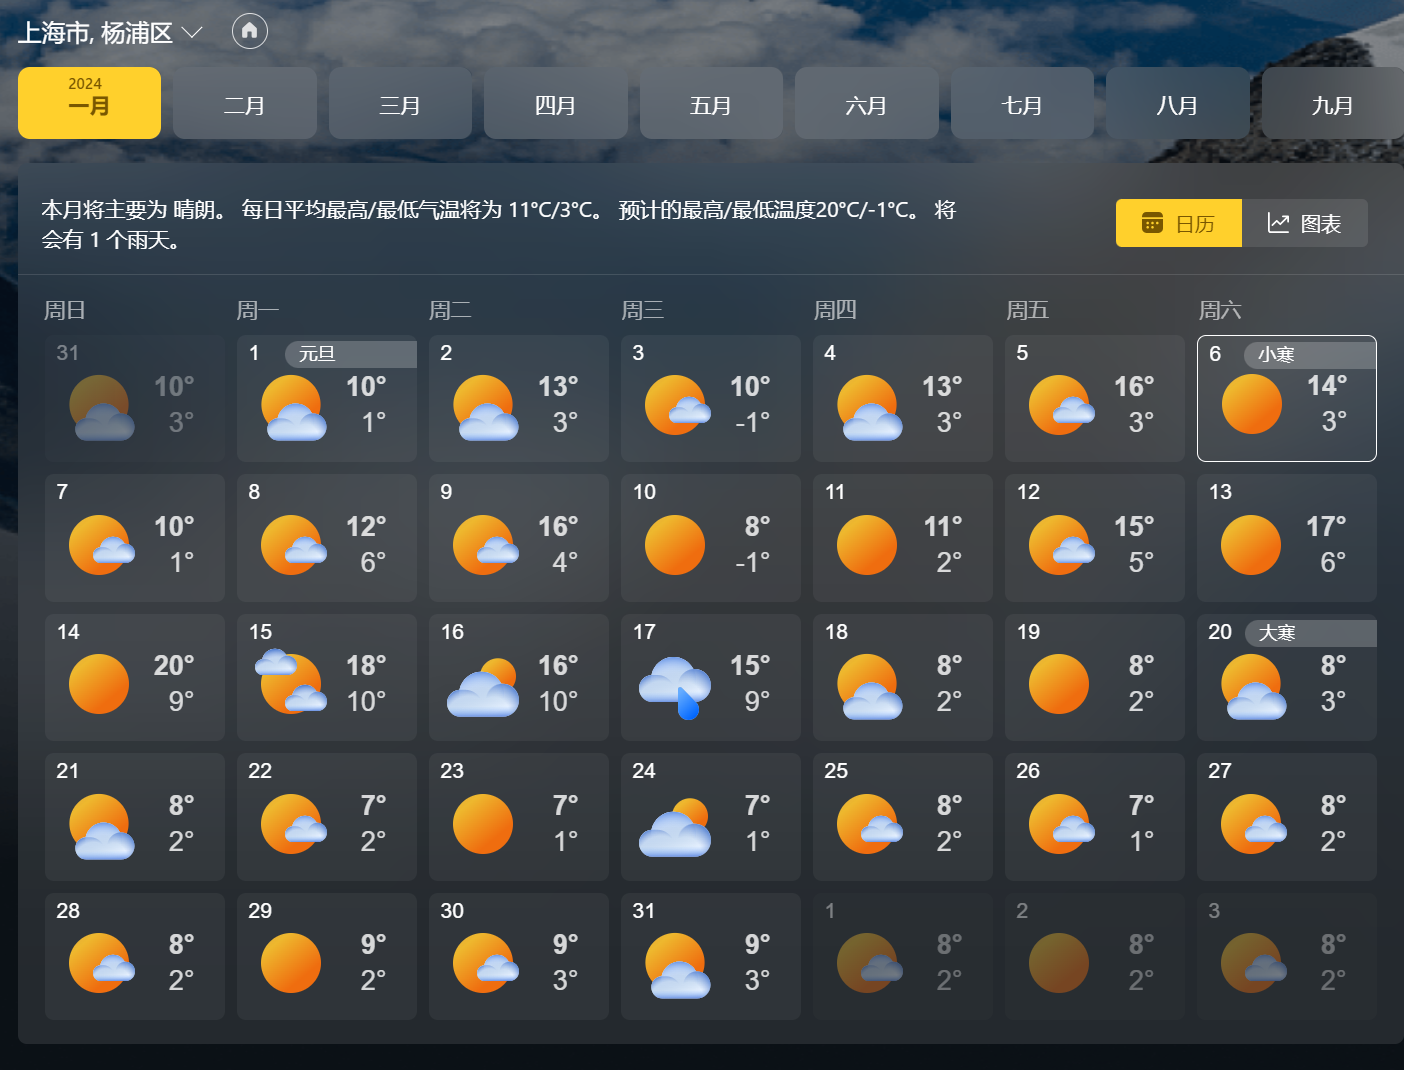 上海市, 杨浦区
2024
一月 二月 三月 四月 五月 六月 七月 八月 九月
本月将主要为 晴朗。 每日平均最高/最低气温将为 11°C/3°C。 预计的最高/最低温度20°C/-1°C。 将
会有 1 个雨天。
日历 图表
周日 周一 周二 周三 周四 周五 周六
31 1 元旦 2 3 4 5 6 小寒
10° 10° 13° 10° 13° 16° 14°
3° 1° 3° -1° 3° 3° 3°
7 8 9 10 11 12 13
10° 12° 16° 8° 11° 15° 17°
1° 6° 4° -1° 2° 5° 6°
14 15 16 17 18 19 20 大寒
20° 18° 16° 15° 8° 8° 8°
9° 10° 10° 9° 2° 2° 3°
21 22 23 24 25 26 27
8° 7° 7° 7° 8° 7° 8°
2° 2° 1° 1° 2° 1° 2°
28 29 30 31 1 2 3
8° 9° 9° 9° 8° 8° 8°
2° 2° 3° 3° 2° 2° 2°